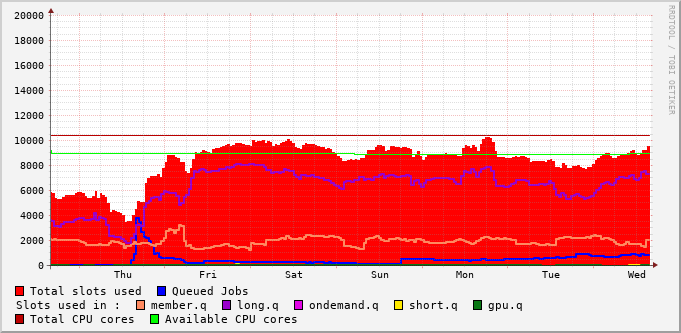 RRDTOOL / TOBI OETIKER
20000
18000
16000
14000
12000
10000
8000
6000
4000
2000
0
Thu Fri Sat Sun Mon Tue Wed
Total slots used Queued Jobs
Slots used in : member.q long.q ondemand.q short.q gpu.q
Total CPU cores Available CPU cores